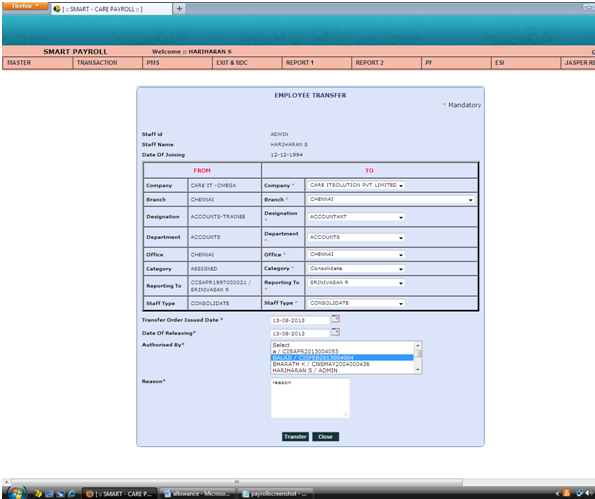 Firefox
[ :: SMART - CARE PAYROLL :: ]
SMART PAYROLL Welcome :: HARIHARAN S
MASTER TRANSACTION PMS EXIT & NDC REPORT 1 REPORT 2 PF ESI JASPER RE
EMPLOYEE TRANSFER
* Mandatory
Staff id ADMIN
Staff Name HARIHARAN S
Date Of Joining 12-12-1994
FROM TO
Company CARE IT -OMEGA Company * CARE ITSOLUTION PVT LIMITED
Branch CHENNAI Branch * CHENNAI
Designation ACCOUNTS-TRAINEE Designation * ACCOUNTANT
Department ACCOUNTS Department * ACCOUNTS
Office CHENNAI Office * CHENNAI
Category ASSIGNED Category * Consolidate
Reporting To CCSAPR1997000021 / SRINIVASAN R Reporting To * SRINIVASAN R
Staff Type CONSOLIDATE Staff Type * CONSOLIDATE
Transfer Order Issued Date * 13-08-2013
Date Of Releaving* 13-08-2013
Authorised By* Select
a / CISAPR2013004053
BALAJI / CISFEB2013004004
BHARATH K / CNSMAY2004000436
HARIHARAN S / ADMIN
Reason* reason
Transfer Close
[ :: SMART - CARE P... allowance - Microso... payrollscreenshot - ...